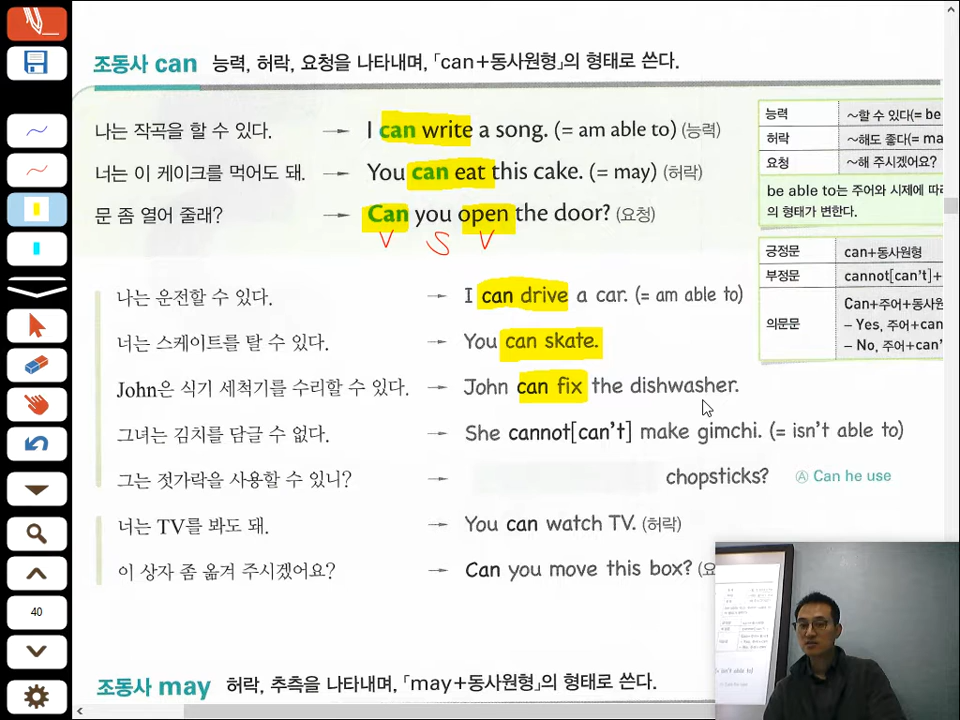 조동사 can 능력, 허락, 요청을 나타내며, 「can+동사원형」의 형태로 쓴다.
나는 작곡을 할 수 있다. → I can write a song. (= am able to) (능력)
너는 이 케이크를 먹어도 돼. → You can eat this cake. (= may) (허락)
문 좀 열어 줄래? → Can you open the door? (요청)
V S V
능력 ~할 수 있다(= be
허락 ~해도 좋다(= ma
요청 ~해 주시겠어요?
be able to는 주어와 시제에 따
의 형태가 변한다.
긍정문 can+동사원형
부정문 cannot[can't]+
의문문 Can+주어+동사원
– Yes, 주어+can
– No, 주어+can'
나는 운전할 수 있다. → I can drive a car. (= am able to)
너는 스케이트를 탈 수 있다. → You can skate.
John은 식기 세척기를 수리할 수 있다. → John can fix the dishwasher.
그녀는 김치를 담글 수 없다. → She cannot[can't] make gimchi. (= isn't able to)
그는 젓가락을 사용할 수 있니? → chopsticks? Ⓐ Can he use
너는 TV를 봐도 돼. → You can watch TV. (허락)
이 상자 좀 옮겨 주시겠어요? → Can you move this box? (요
조동사 may 허락, 추측을 나타내며, 「may+동사원형」의 형태로 쓴다.
40